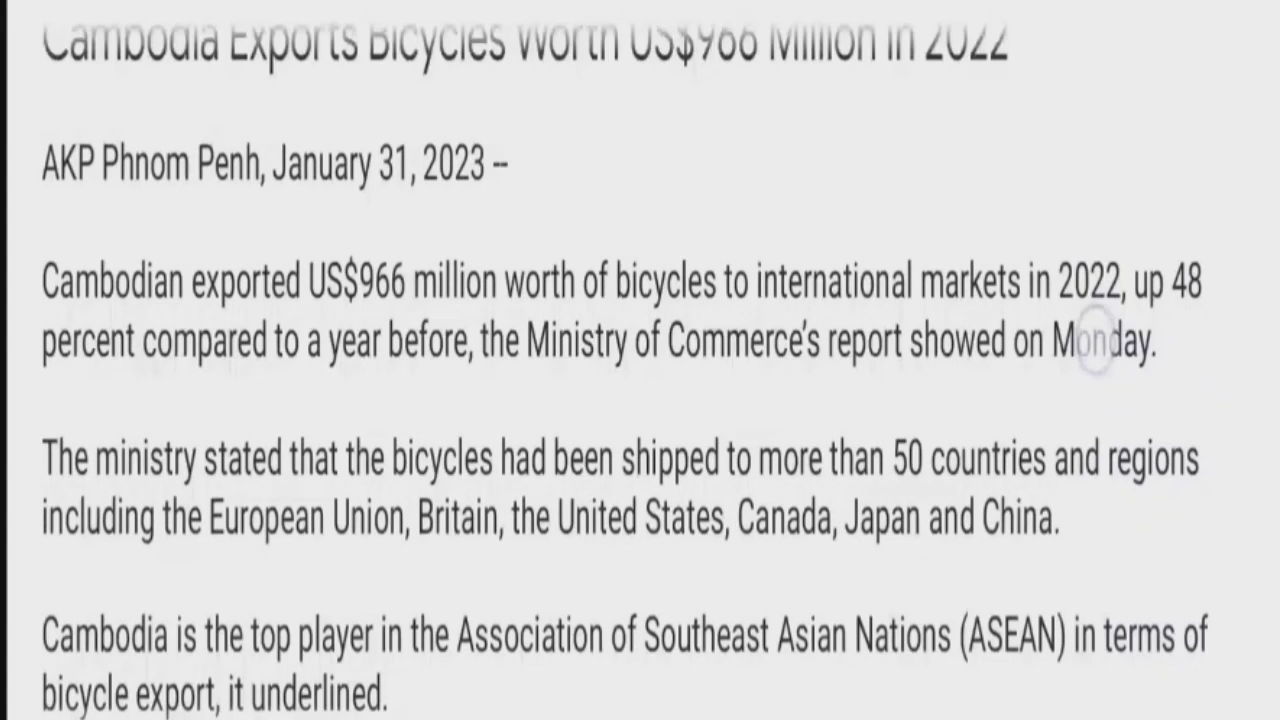 Cambodia Exports Bicycles Worth US$966 Million in 2022
AKP Phnom Penh, January 31, 2023 --
Cambodian exported US$966 million worth of bicycles to international markets in 2022, up 48
percent compared to a year before, the Ministry of Commerce's report showed on Monday.
The ministry stated that the bicycles had been shipped to more than 50 countries and regions
including the European Union, Britain, the United States, Canada, Japan and China.
Cambodia is the top player in the Association of Southeast Asian Nations (ASEAN) in terms of
bicycle export, it underlined.